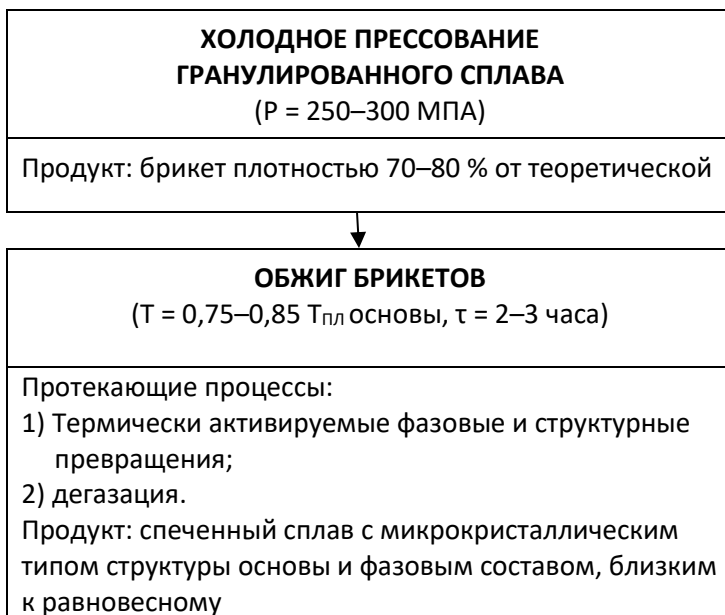 ХОЛОДНОЕ ПРЕССОВАНИЕ
ГРАНУЛИРОВАННОГО СПЛАВА
(Р = 250–300 МПА)
Продукт: брикет плотностью 70–80 % от теоретической
ОБЖИГ БРИКЕТОВ
(Т = 0,75–0,85 Тпл основы, τ = 2–3 часа)
Протекающие процессы:
1) Термически активируемые фазовые и структурные
превращения;
2) дегазация.
Продукт: спеченный сплав с микрокристаллическим
типом структуры основы и фазовым составом, близким
к равновесному